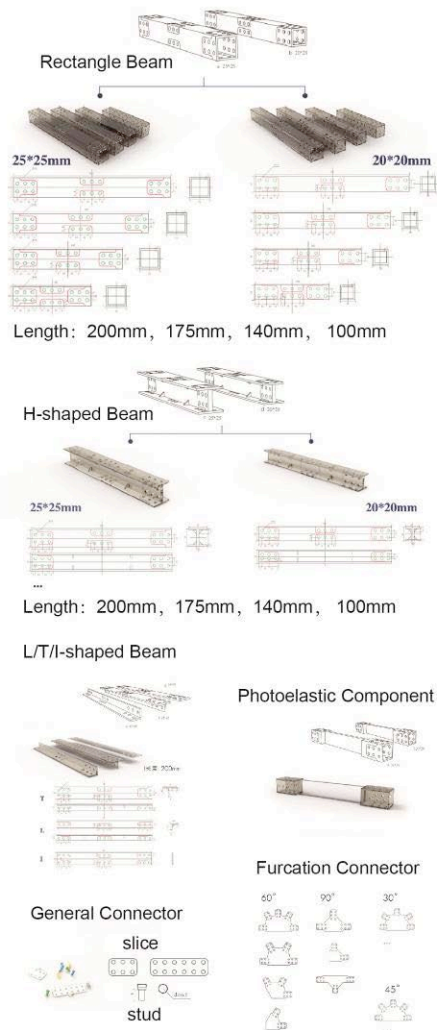 Rectangle Beam
25*25mm
20*20mm
Length: 200mm, 175mm, 140mm, 100mm
H-shaped Beam
25*25mm
20*20mm
...
Length: 200mm, 175mm, 140mm, 100mm
L/T/I-shaped Beam
Photoelastic Component
200mm
T
L
I
Furcation Connector
60°
90°
30°
General Connector
slice
45°
stud